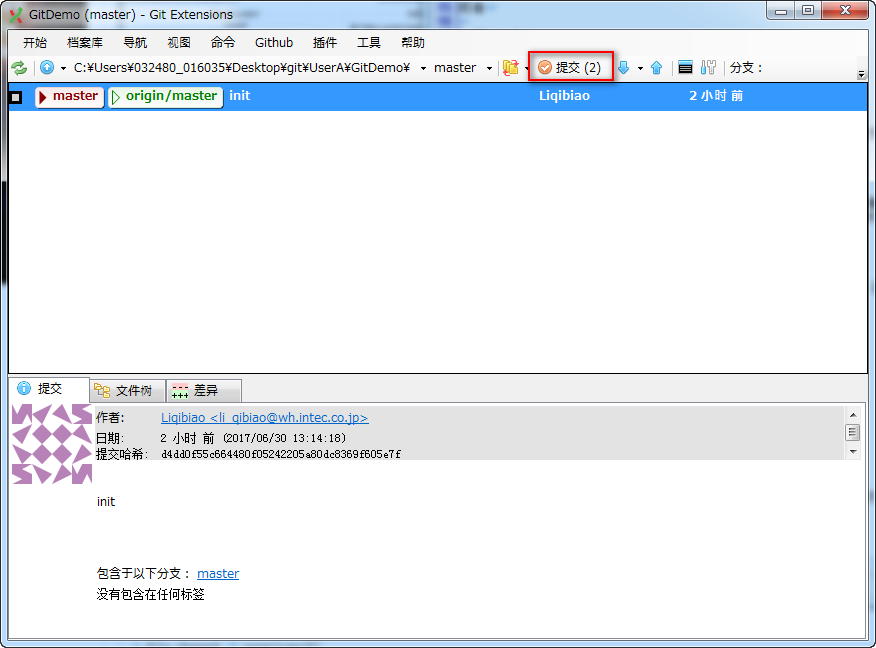 GitDemo (master) - Git Extensions
开始 档案库 导航 视图 命令 Github 插件 工具 帮助
C:¥Users¥032480_016035¥Desktop¥git¥UserA¥GitDemo¥ master 提交 (2) 分支：
master origin/master init Liqibiao 2 小时 前
提交 文件树 差异
作者: Liqibiao <li_qibiao@wh.intec.co.jp>
日期: 2 小时 前 (2017/06/30 13:14:18)
提交哈希: d4dd0f55c664480f05242205a80dc8369f605e7f
init
包含于以下分支： master
没有包含在任何标签